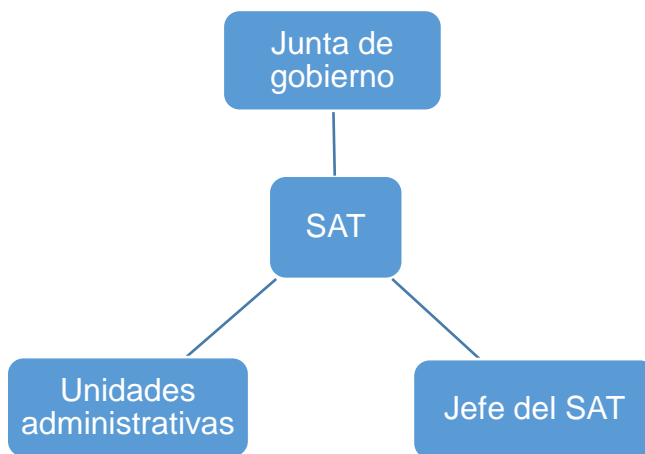 Junta de
gobierno
SAT
Unidades
administrativas
Jefe del SAT